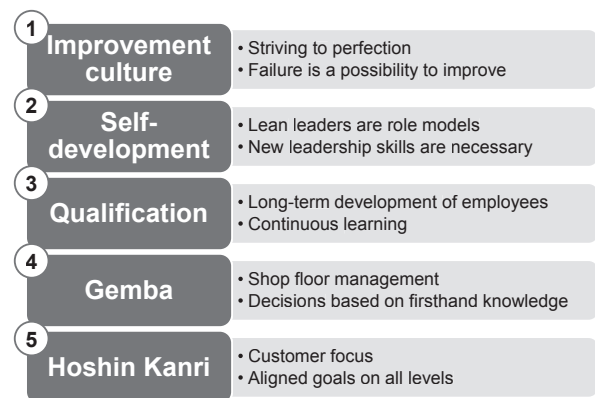 1
Improvement
culture
• Striving to perfection
• Failure is a possibility to improve
2
Self-
development
• Lean leaders are role models
• New leadership skills are necessary
3
Qualification
• Long-term development of employees
• Continuous learning
4
Gemba
• Shop floor management
• Decisions based on firsthand knowledge
5
Hoshin Kanri
• Customer focus
• Aligned goals on all levels